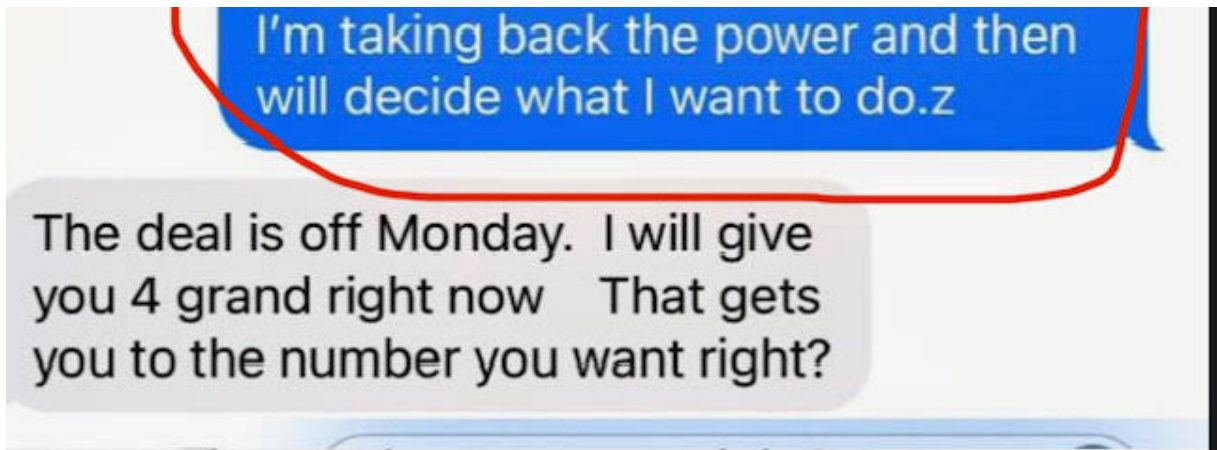 I'm taking back the power and then
will decide what I want to do.z
The deal is off Monday.  I will give
you 4 grand right now    That gets
you to the number you want right?